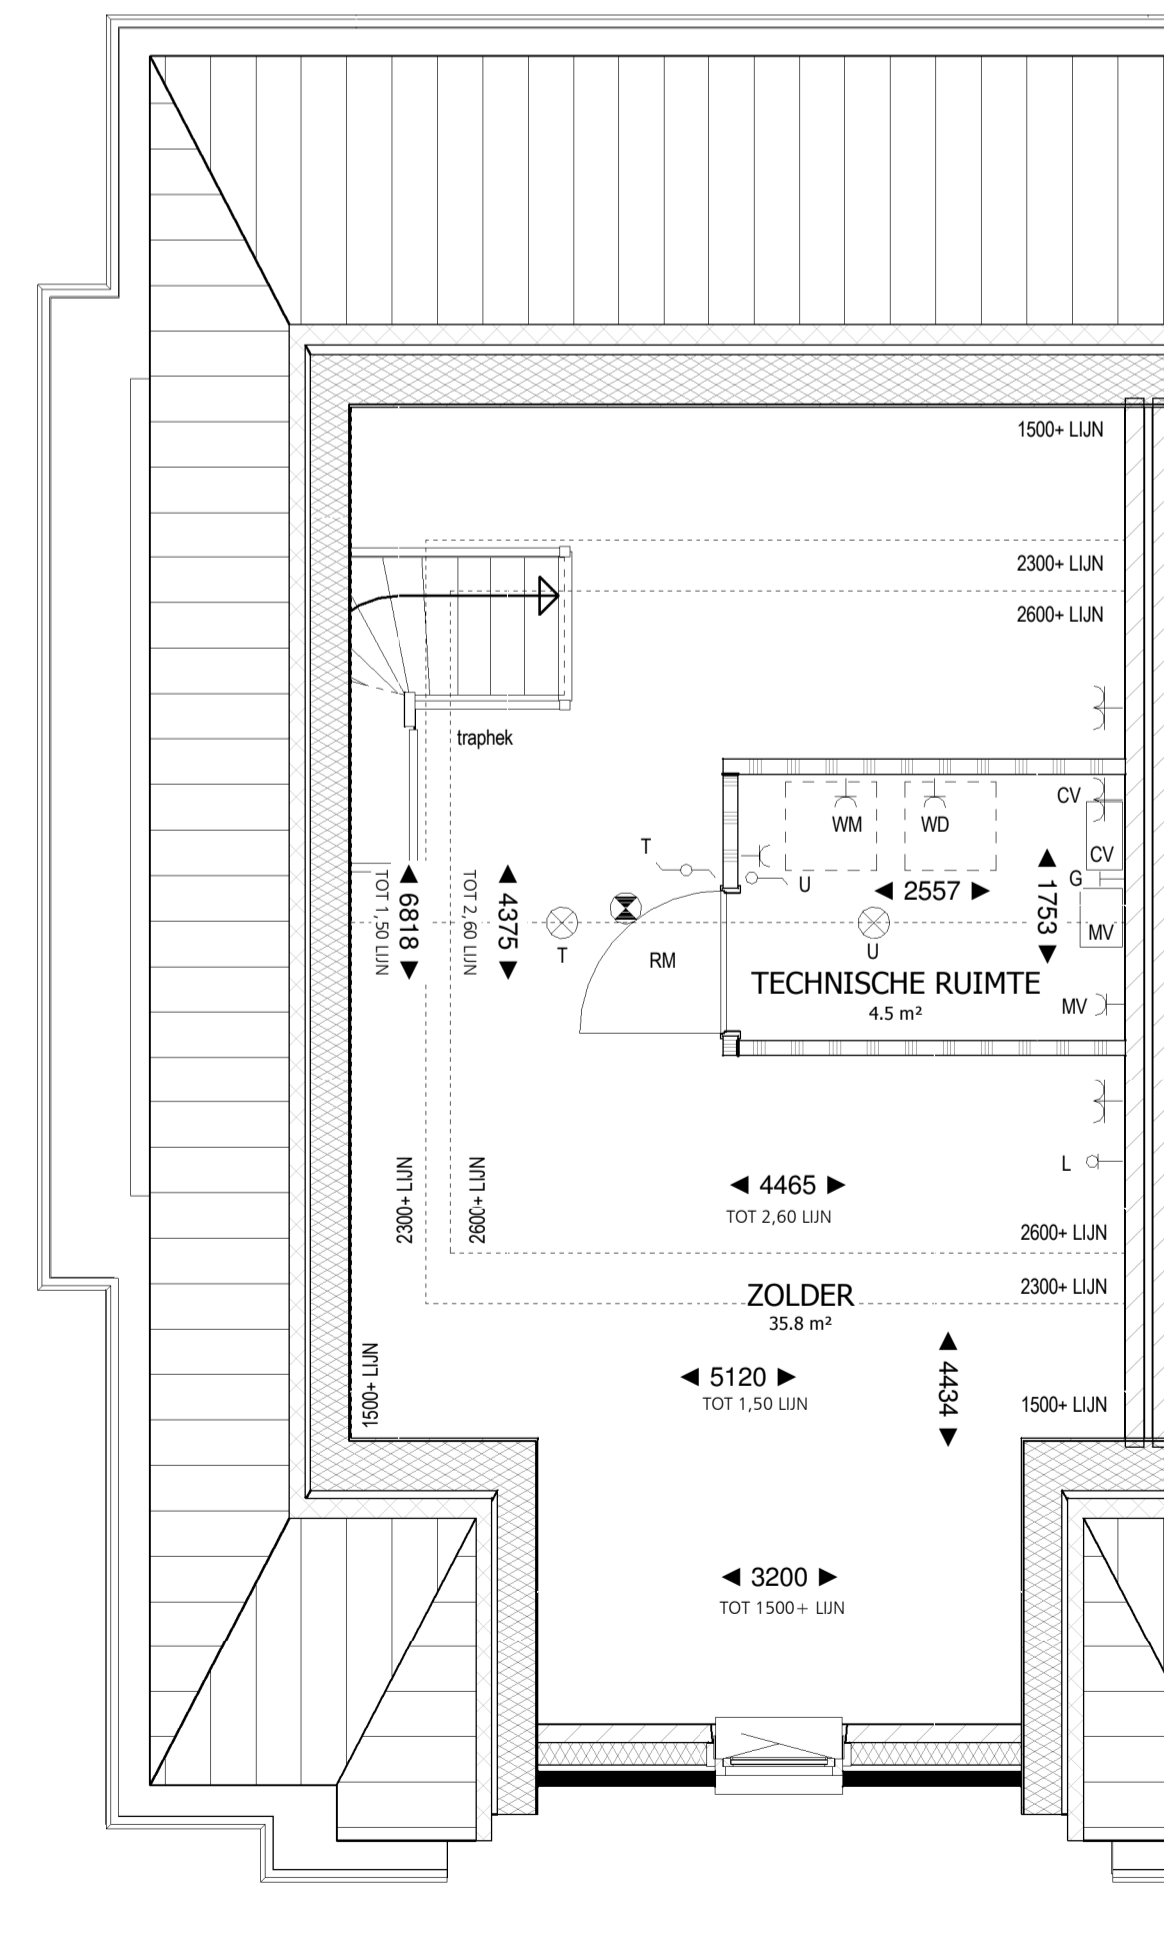 1500+ LIJN
2300+ LIJN
2600+ LIJN
traphek
CV
WM
WD
T
CV
U
G
2557
1753
6818
TOT 1,50 LIJN
4375
TOT 2,60 LIJN
T
RM
U
MV
TECHNISCHE RUIMTE
4.5 m²
MV
L
2300+ LIJN
2600+ LIJN
4465
TOT 2,60 LIJN
2600+ LIJN
2300+ LIJN
ZOLDER
35.8 m²
1500+ LIJN
5120
TOT 1,50 LIJN
4434
1500+ LIJN
3200
TOT 1500+ LIJN